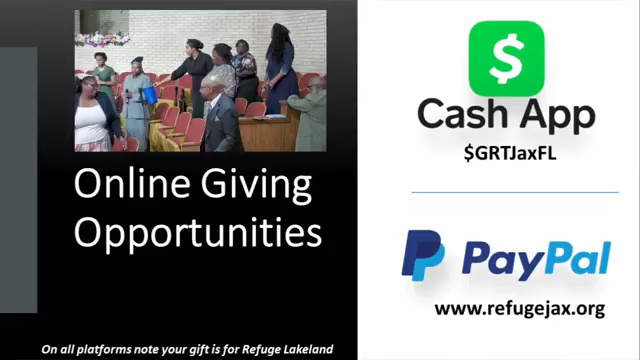 Online Giving
Opportunities
On all platforms note your gift is for Refuge Lakeland
$
Cash App
$GRTJaxFL
PayPal
www.refugejax.org